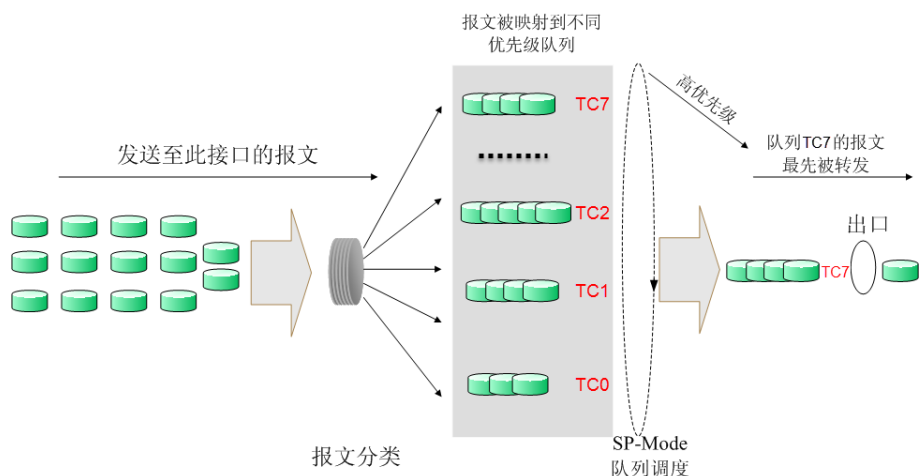 报文被映射到不同
优先级队列
发送至此接口的报文
TC7
TC2
TC1
TC0
高优先级
队列TC7的报文
最先被转发
出口
TC7
报文分类
SP-Mode
队列调度